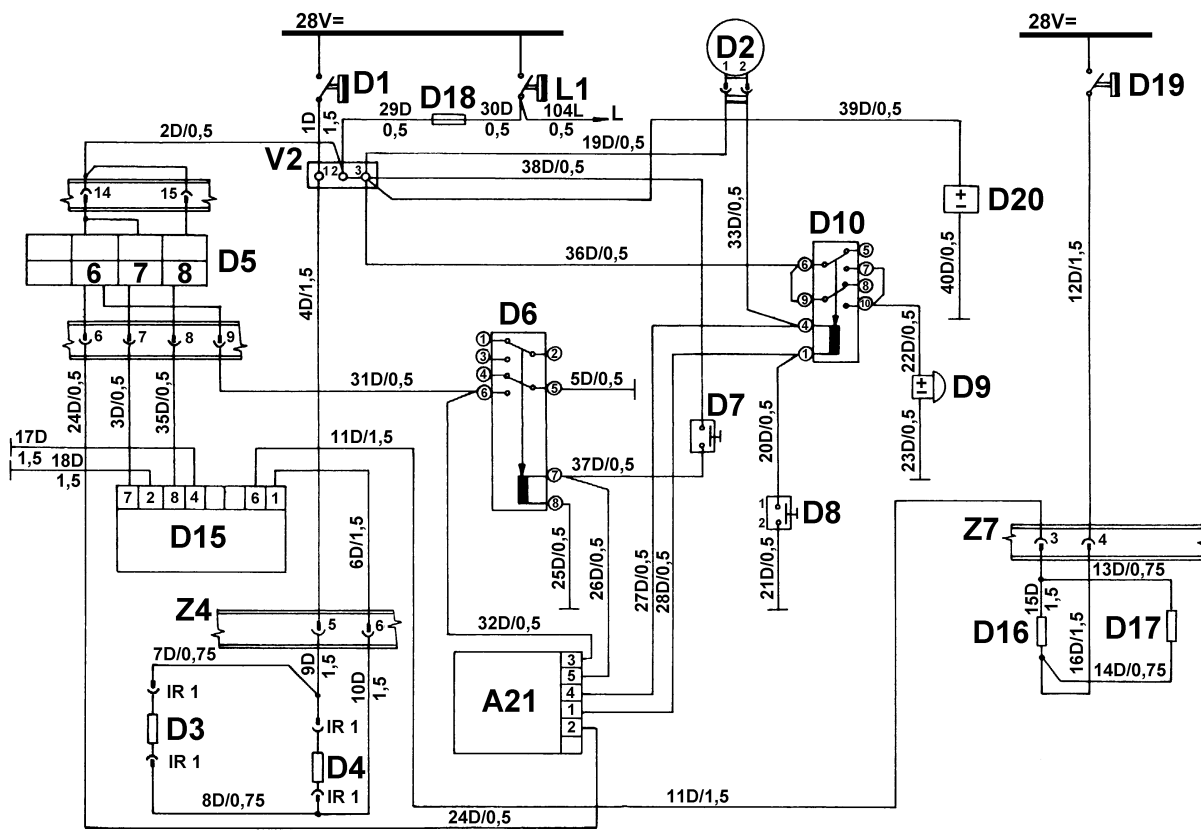 28V=
28V=
D1
L1
D2
D19
D18
29D
0,5
30D
0,5
104L
0,5
L
39D/0,5
1D
1,5
2D/0,5
V2
1 2 3
19D/0,5
38D/0,5
14
15
D5
6 7 8
33D/0,5
D10
D20
36D/0,5
4D/1,5
40D/0,5
12D/1,5
5
6
7
8
9
10
4
1
6
7
8
9
D6
1
2
3
4
5
6
7
8
31D/0,5
5D/0,5
22D/0,5
D9
24D/0,5
3D/0,5
35D/0,5
D7
20D/0,5
23D/0,5
17D
1,5
18D
1,5
11D/1,5
37D/0,5
7 2 8 4 6 1
D15
6D/1,5
1
2
D8
25D/0,5
26D/0,5
27D/0,5
28D/0,5
21D/0,5
Z7
3
4
13D/0,75
15D
1,5
D16
16D/1,5
D17
14D/0,75
Z4
5
6
32D/0,5
7D/0,75
9D
1,5
10D
1,5
A21
3
5
4
1
2
IR 1
D3
IR 1
IR 1
D4
IR 1
8D/0,75
24D/0,5
11D/1,5